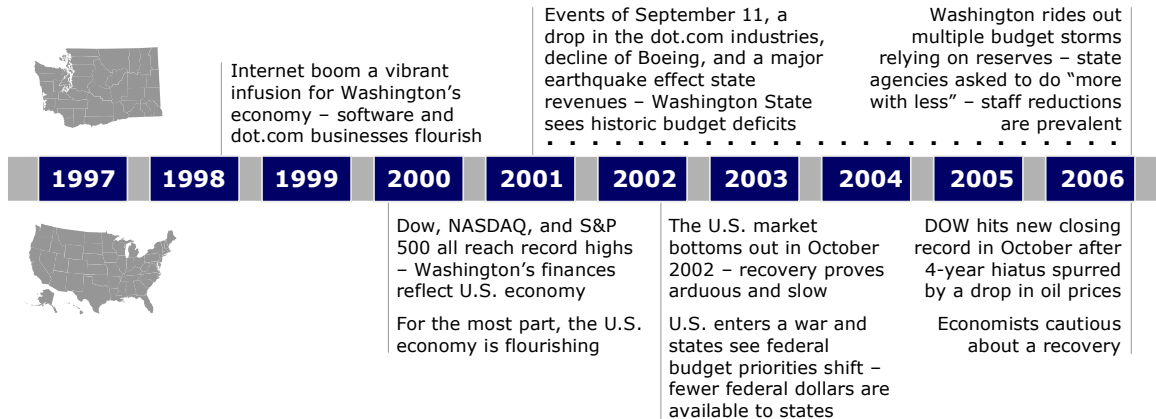 Internet boom a vibrant
infusion for Washington's
economy – software and
dot.com businesses flourish
Events of September 11, a
drop in the dot.com industries,
decline of Boeing, and a major
earthquake effect state
revenues – Washington State
sees historic budget deficits
Washington rides out
multiple budget storms
relying on reserves – state
agencies asked to do "more
with less" – staff reductions
are prevalent
1997 1998 1999 2000 2001 2002 2003 2004 2005 2006
Dow, NASDAQ, and S&P
500 all reach record highs
– Washington's finances
reflect U.S. economy
For the most part, the U.S.
economy is flourishing
The U.S. market
bottoms out in October
2002 – recovery proves
arduous and slow
U.S. enters a war and
states see federal
budget priorities shift –
fewer federal dollars are
available to states
DOW hits new closing
record in October after
4-year hiatus spurred
by a drop in oil prices
Economists cautious
about a recovery